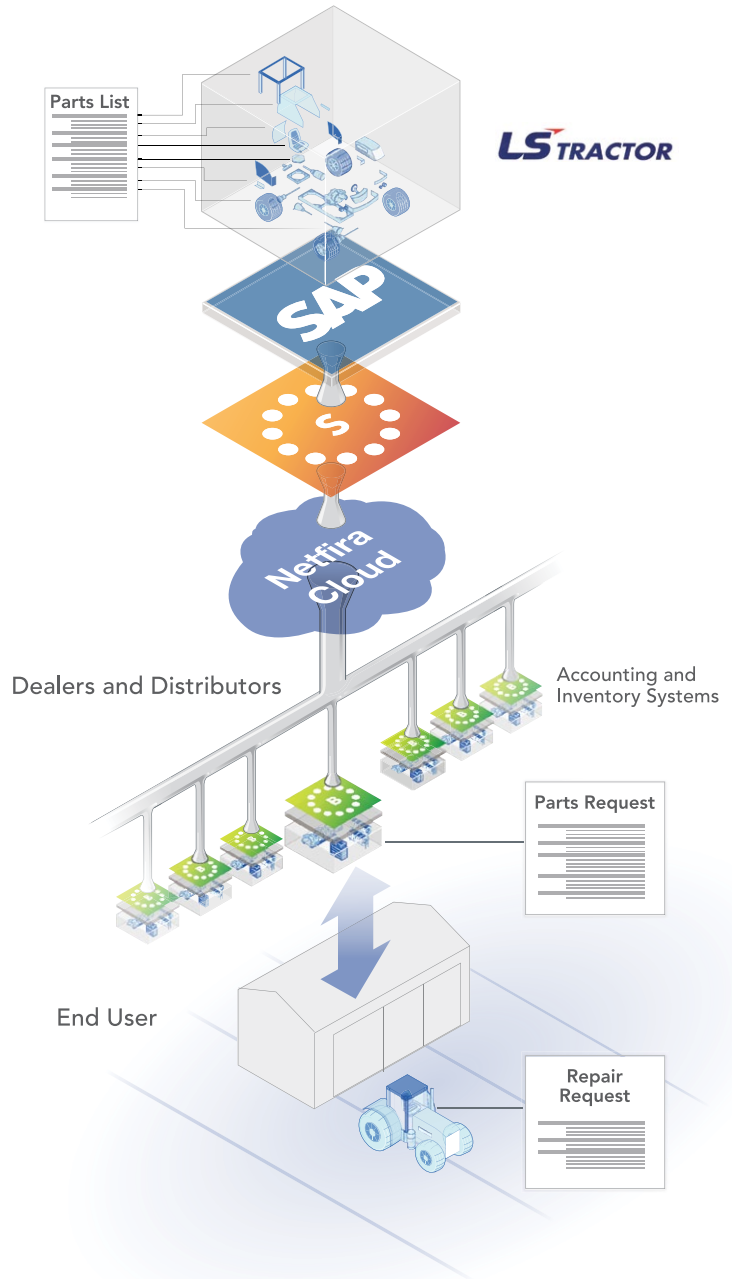 Parts List
LS TRACTOR
SAP
S
Netfira
Cloud
Dealers and Distributors
Accounting and
Inventory Systems
B
Parts Request
End User
Repair
Request